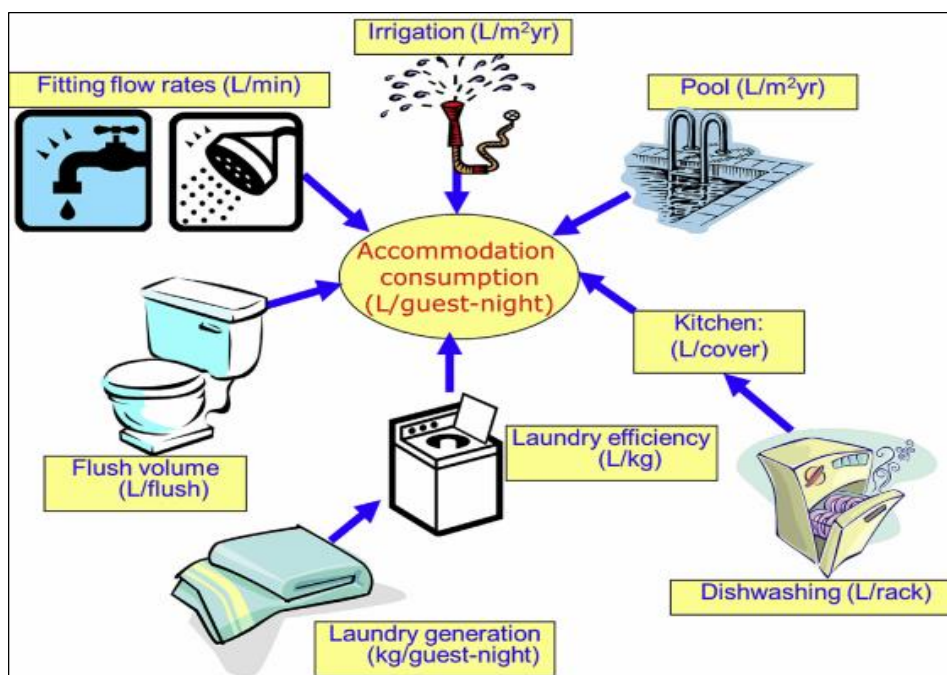 Irrigation (L/m²yr)
Fitting flow rates (L/min)
Pool (L/m²yr)
Accommodation
consumption
(L/guest-night)
Kitchen:
(L/cover)
Flush volume
(L/flush)
Laundry efficiency
(L/kg)
Dishwashing (L/rack)
Laundry generation
(kg/guest-night)